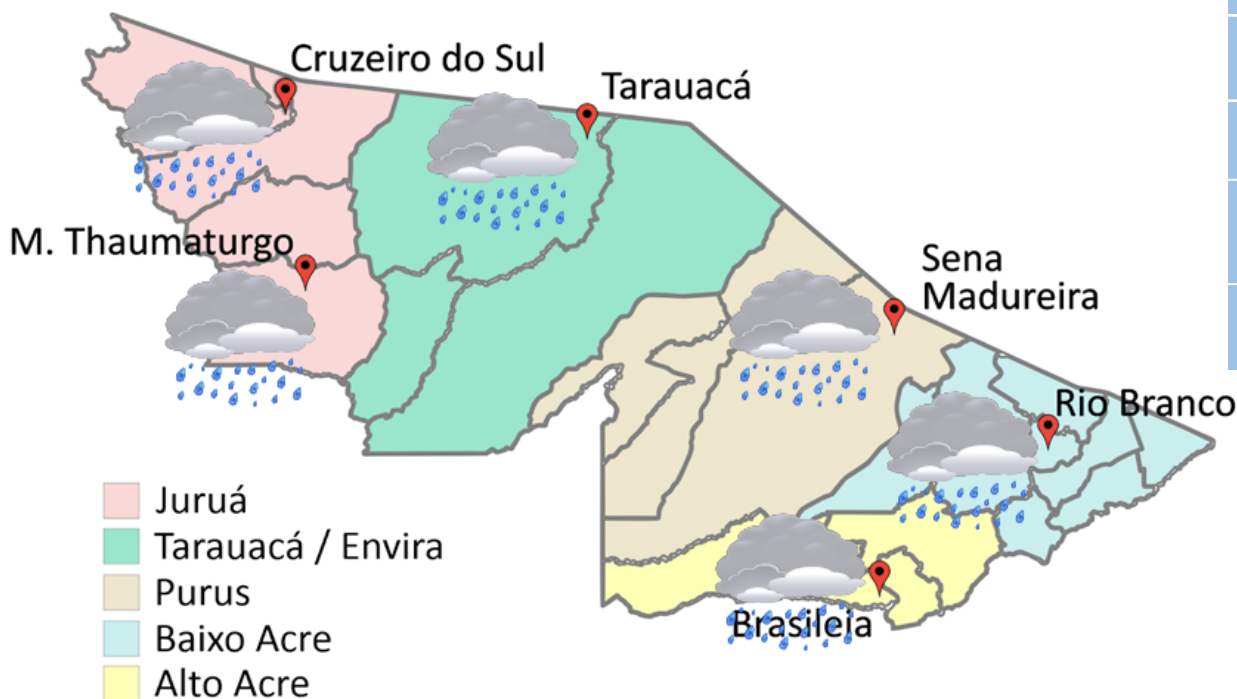 Cruzeiro do Sul
Tarauacá
M. Thaumaturgo
Sena
Madureira
Rio Branco
Brasileia
Juruá
Tarauacá / Envira
Purus
Baixo Acre
Alto Acre